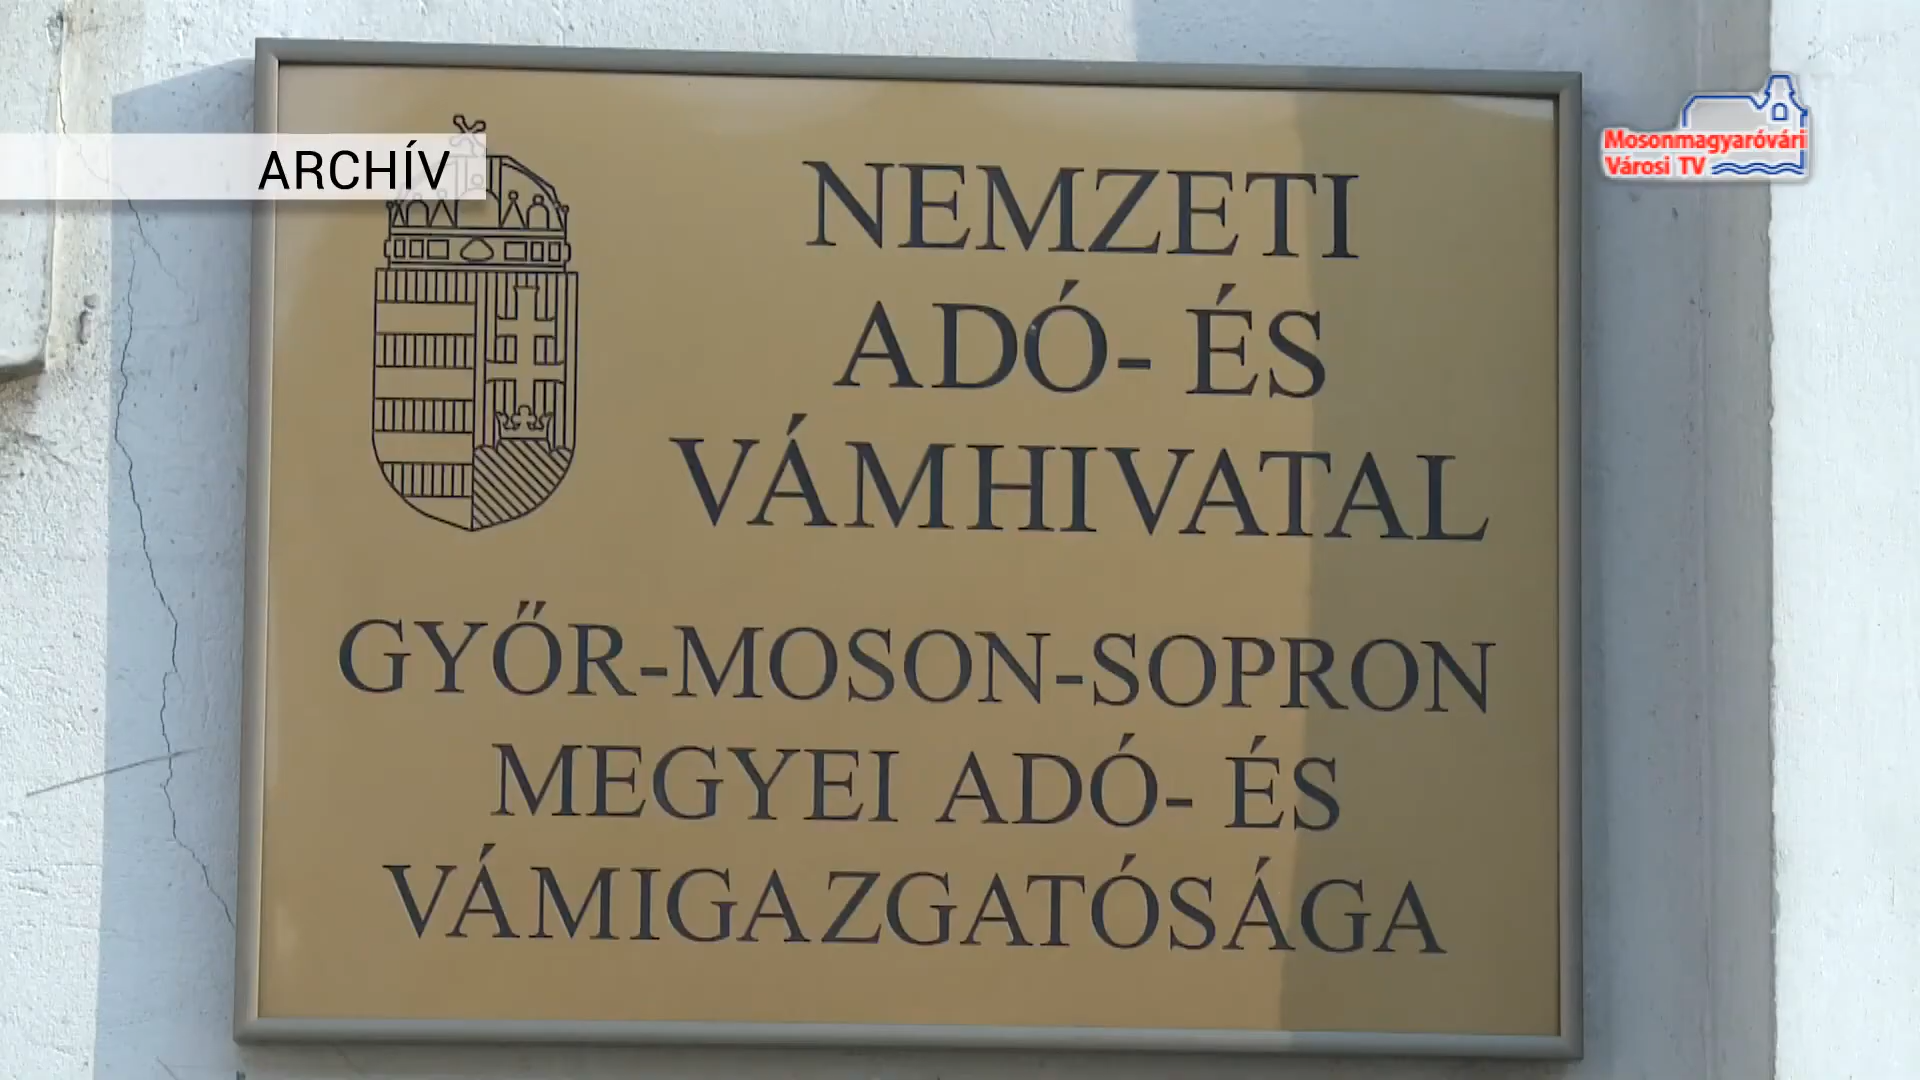 ARCHÍV
Mosonmagyaróvári
Városi TV
NEMZETI
ADÓ- ÉS
VÁMHIVATAL
GYŐR-MOSON-SOPRON
MEGYEI ADÓ- ÉS
VÁMIGAZGATÓSÁGA